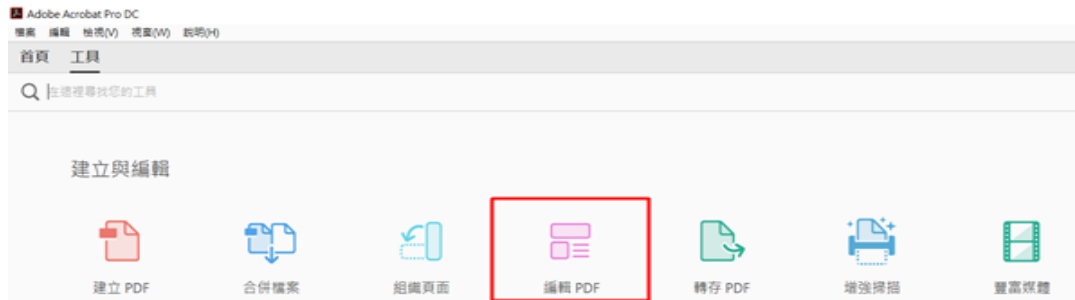 Adobe Acrobat Pro DC
檔案 編輯 檢視(V) 視窗(W) 說明(H)
首頁 工具
在這裡尋找您的工具
建立與編輯
建立 PDF 合併檔案 組織頁面 編輯 PDF 轉存 PDF 增強掃描 豐富媒體